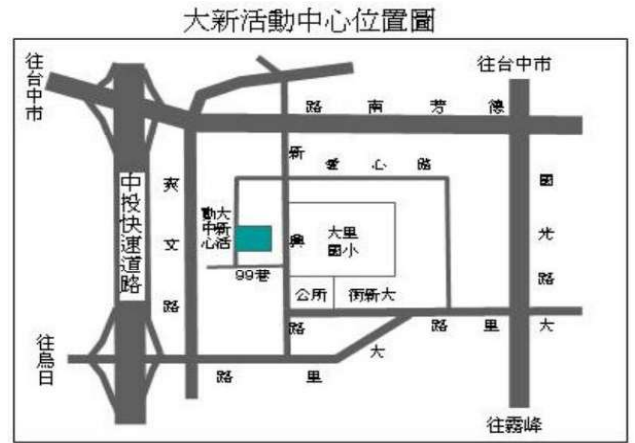 大新活動中心位置圖
往台中市
往台中市
路南芳德
新興路
愛心路
中投快速道路
爽文路
國光路
大新活動中心
大里國小
99巷
公所
街新大
大里路
往烏日
路里大
往霧峰